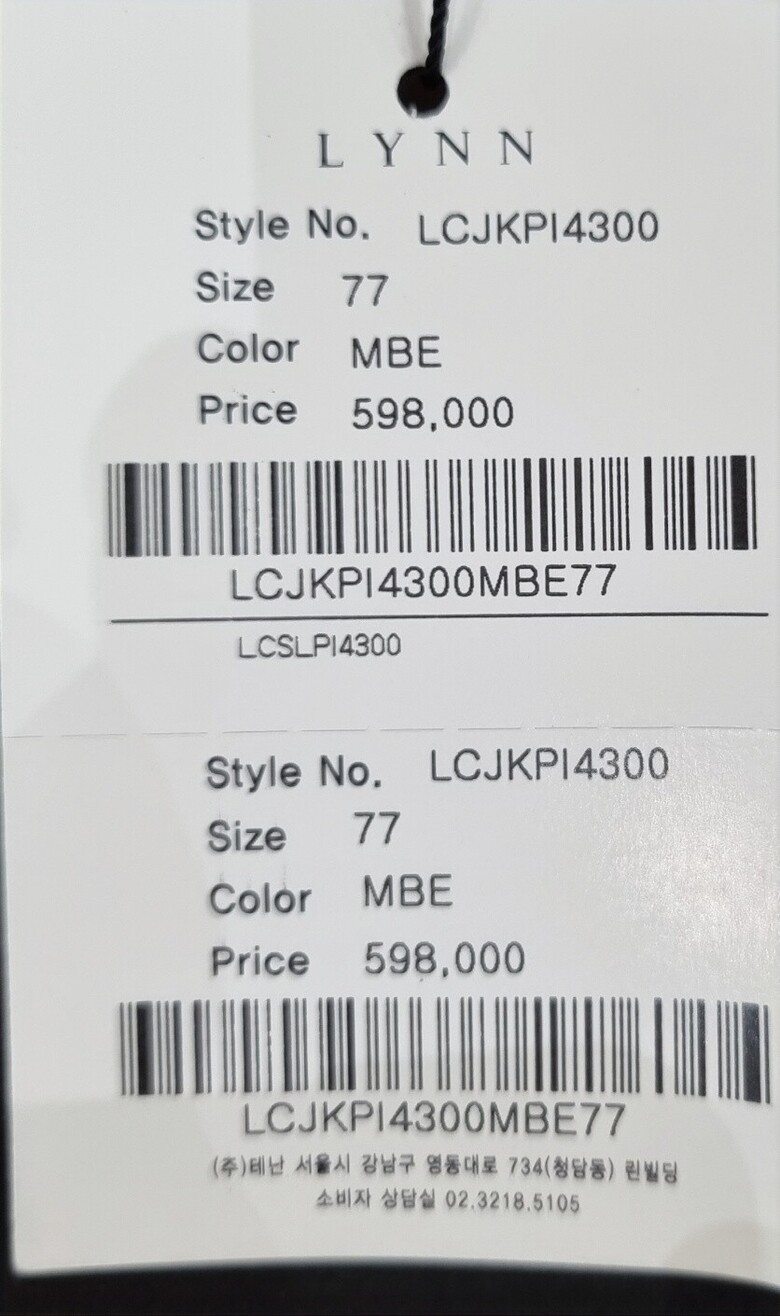 LYNN
Style No. LCJKPI4300
Size 77
Color MBE
Price 598,000
LCJKPI4300MBE77
LCSLPI4300
Style No. LCJKPI4300
Size 77
Color MBE
Price 598,000
LCJKPI4300MBE77
(주)테난 서울시 강남구 영동대로 734(청담동) 린빌딩
소비자 상담실 02.3218.5105